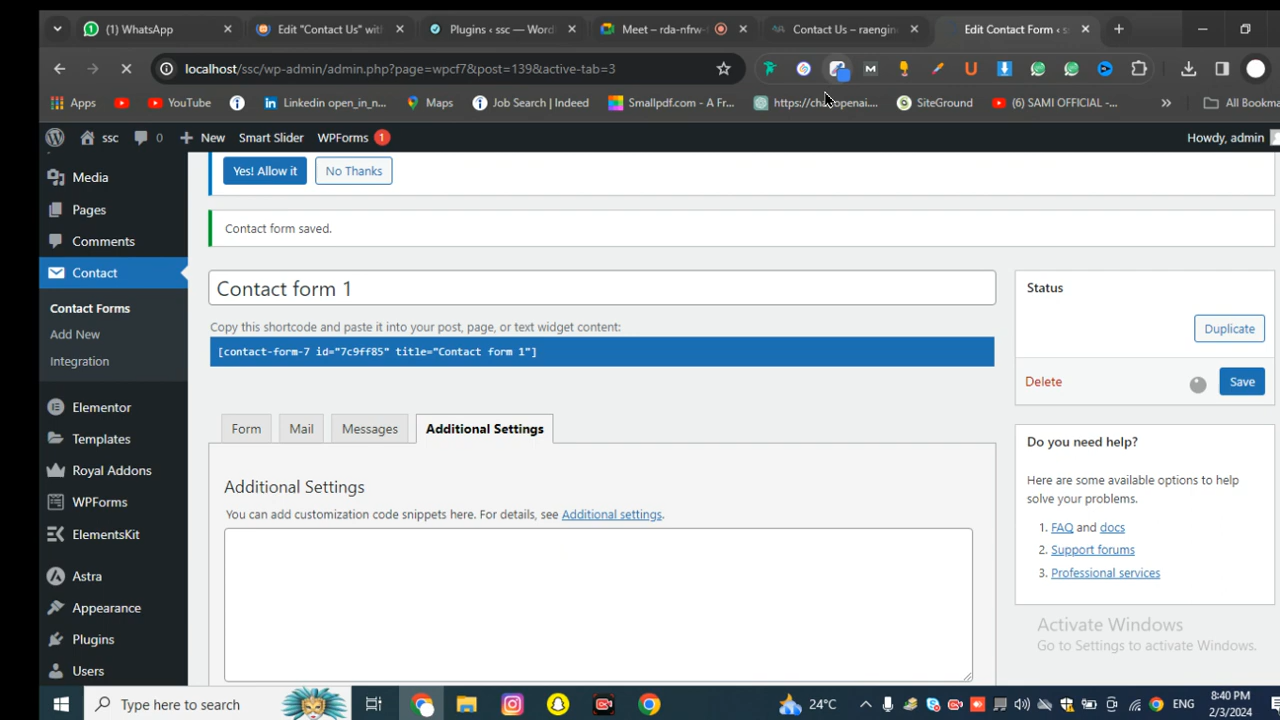 (1) WhatsApp
Edit "Contact Us" wit
Plugins ‹ ssc — Word
Meet – rda-nfrw-
Contact Us – raengin
Edit Contact Form ‹ s
localhost/ssc/wp-admin/admin.php?page=wpcf7&post=139&active-tab=3
Apps
YouTube
Linkedin open_in_n...
Maps
Job Search | Indeed
Smallpdf.com - A Fr...
https://chat.openai....
SiteGround
(6) SAMI OFFICIAL -...
»
All Bookma
ssc
0
New
Smart Slider
WPForms 1
Howdy, admin
Media
Pages
Comments
Contact
Contact Forms
Add New
Integration
Elementor
Templates
Royal Addons
WPForms
ElementsKit
Astra
Appearance
Plugins
Users
Yes! Allow it
No Thanks
Contact form saved.
Contact form 1
Copy this shortcode and paste it into your post, page, or text widget content:
[contact-form-7 id="7c9ff85" title="Contact form 1"]
Form
Mail
Messages
Additional Settings
Additional Settings
You can add customization code snippets here. For details, see Additional settings.
Status
Duplicate
Delete
Save
Do you need help?
Here are some available options to help
solve your problems.
1. FAQ and docs
2. Support forums
3. Professional services
Activate Windows
Go to Settings to activate Windows.
Type here to search
24°C
ENG
8:40 PM
2/3/2024